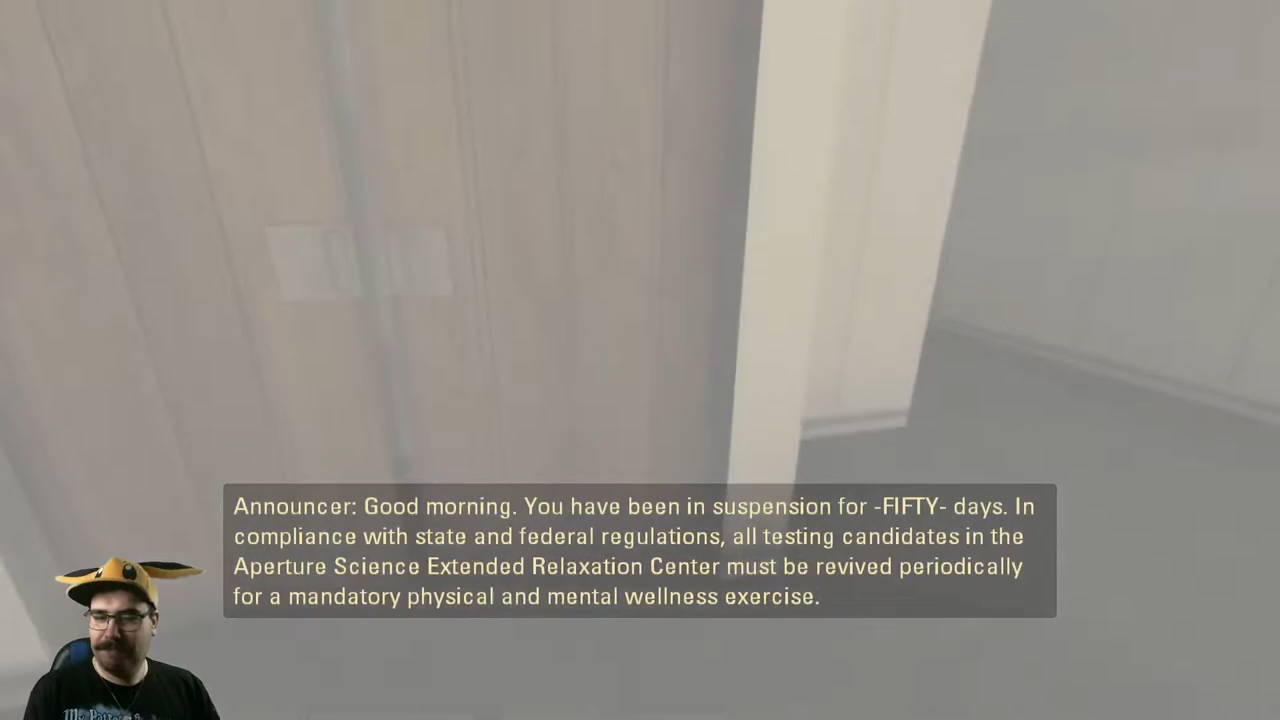 Announcer: Good morning. You have been in suspension for -FIFTY- days. In
compliance with state and federal regulations, all testing candidates in the
Aperture Science Extended Relaxation Center must be revived periodically
for a mandatory physical and mental wellness exercise.